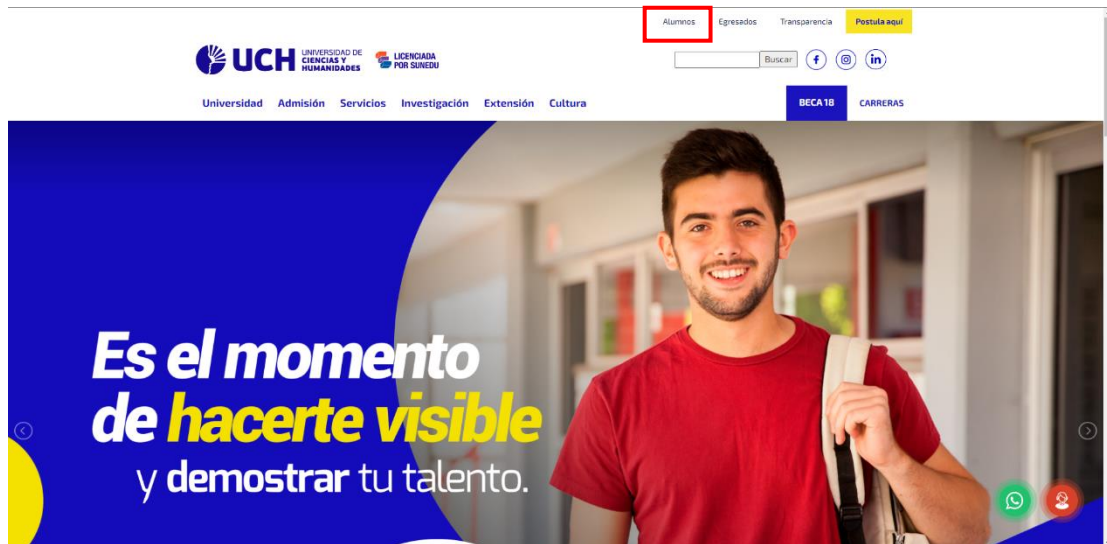 Alumnos Egresados Transparencia Postula aquí
UCH UNIVERSIDAD DE
CIENCIAS Y
HUMANIDADES
LICENCIADA
POR SUNEDU
Buscar
Universidad Admisión Servicios Investigación Extensión Cultura BECA 18 CARRERAS
Es el momento
de hacerte visible
y demostrar tu talento.